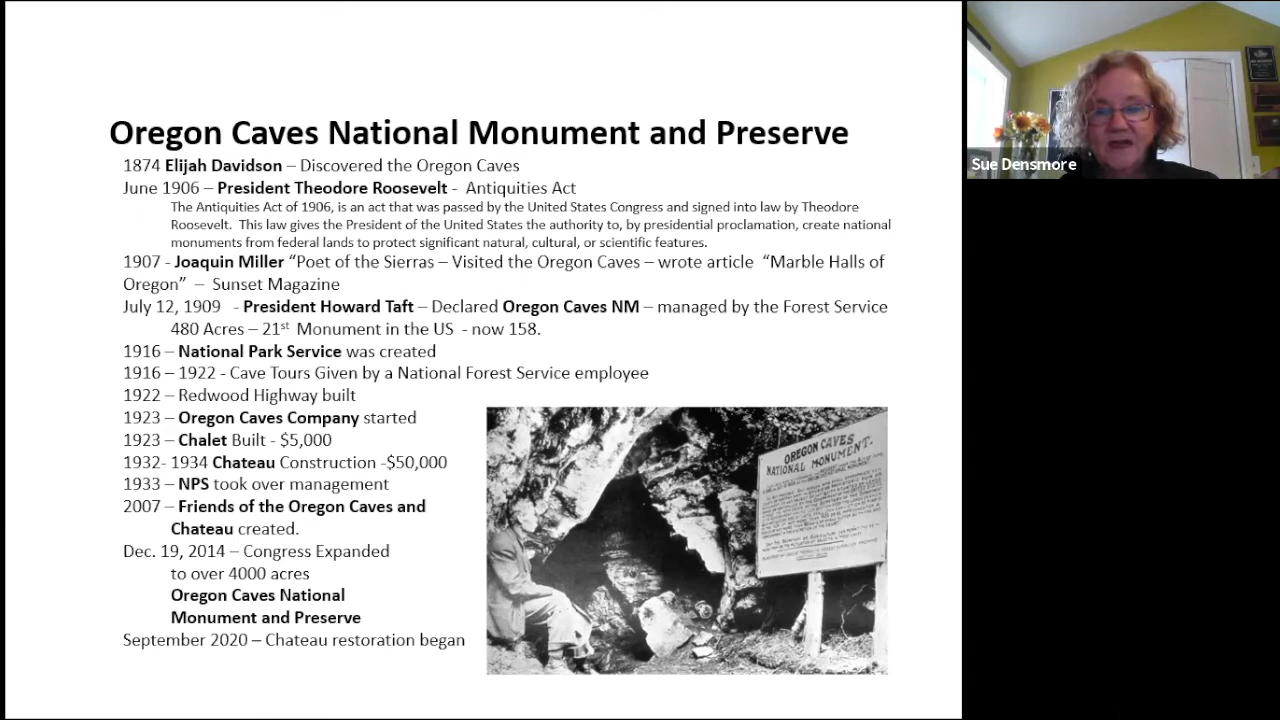 Oregon Caves National Monument and Preserve
1874 Elijah Davidson – Discovered the Oregon Caves
June 1906 – President Theodore Roosevelt - Antiquities Act
The Antiquities Act of 1906, is an act that was passed by the United States Congress and signed into law by Theodore
Roosevelt. This law gives the President of the United States the authority to, by presidential proclamation, create national
monuments from federal lands to protect significant natural, cultural, or scientific features.
1907 - Joaquin Miller “Poet of the Sierras – Visited the Oregon Caves – wrote article “Marble Halls of
Oregon” – Sunset Magazine
July 12, 1909 - President Howard Taft – Declared Oregon Caves NM – managed by the Forest Service
480 Acres – 21st Monument in the US - now 158.
1916 – National Park Service was created
1916 – 1922 - Cave Tours Given by a National Forest Service employee
1922 – Redwood Highway built
1923 – Oregon Caves Company started
1923 – Chalet Built - $5,000
1932- 1934 Chateau Construction -$50,000
1933 – NPS took over management
2007 – Friends of the Oregon Caves and
Chateau created.
Dec. 19, 2014 – Congress Expanded
to over 4000 acres
Oregon Caves National
Monument and Preserve
September 2020 – Chateau restoration began
OREGON CAVES
NATIONAL MONUMENT.
Sue Densmore